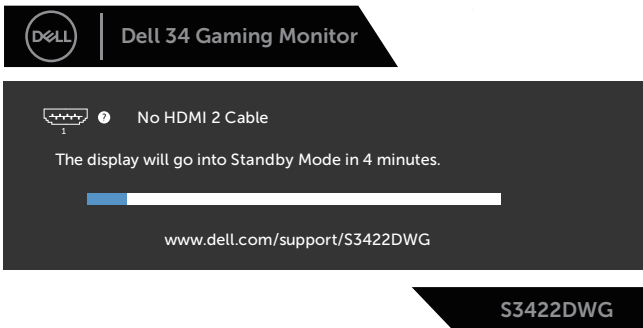 DELL
Dell 34 Gaming Monitor
? No HDMI 2 Cable
1
The display will go into Standby Mode in 4 minutes.
www.dell.com/support/S3422DWG
S3422DWG